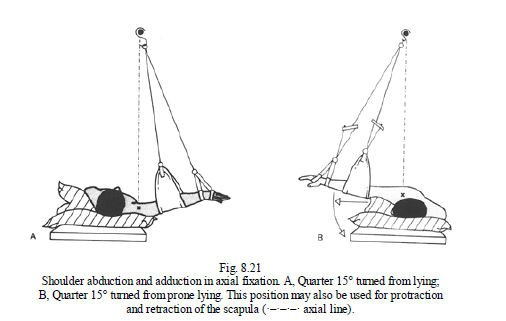 A
B
Fig. 8.21
Shoulder abduction and adduction in axial fixation. A, Quarter 15° turned from lying;
B, Quarter 15° turned from prone lying. This position may also be used for protraction
and retraction of the scapula (·–·–·–· axial line).